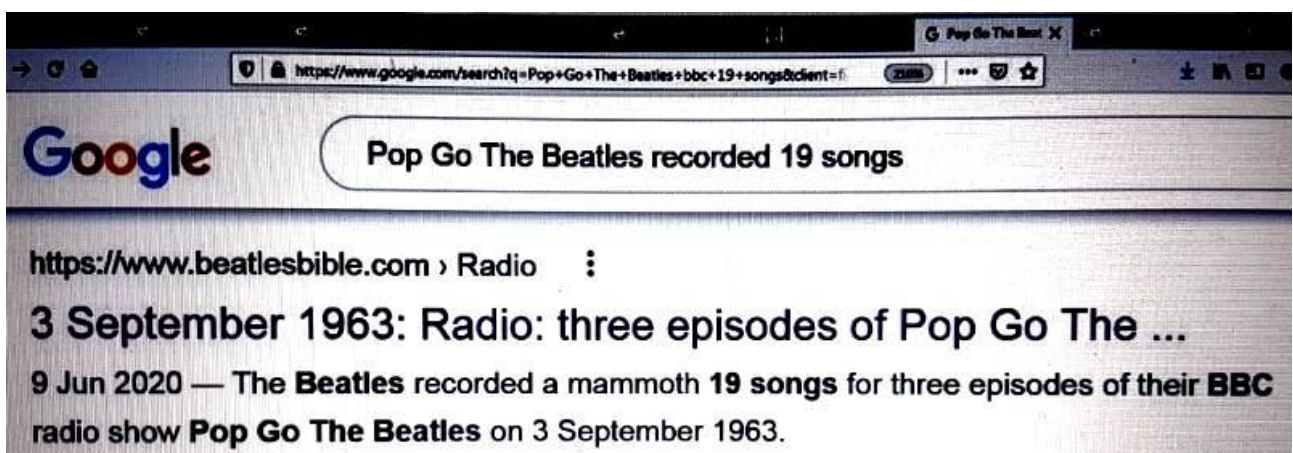 G Pop Go The Beat X
https://www.google.com/search?q=Pop+Go+The+Beatles+bbc+19+songs&client=f
Google
Pop Go The Beatles recorded 19 songs
https://www.beatlesbible.com › Radio
3 September 1963: Radio: three episodes of Pop Go The ...
9 Jun 2020 — The Beatles recorded a mammoth 19 songs for three episodes of their BBC
radio show Pop Go The Beatles on 3 September 1963.